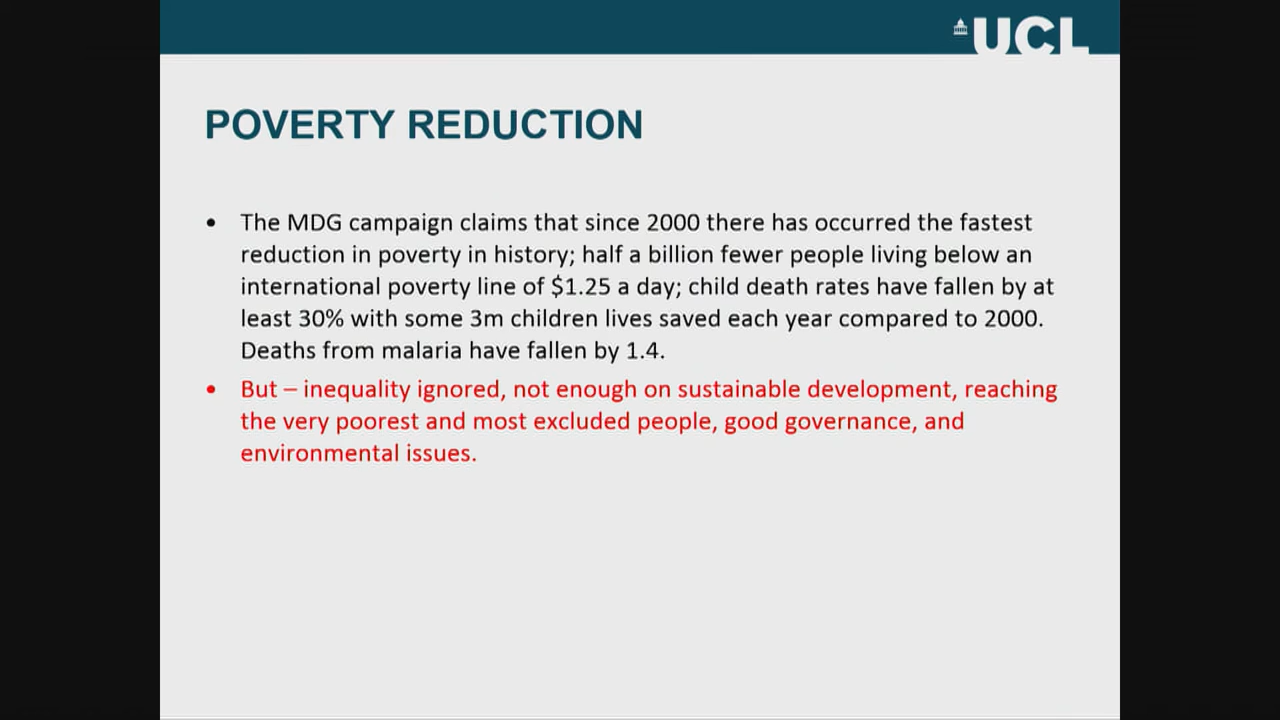 UCL
POVERTY REDUCTION
• The MDG campaign claims that since 2000 there has occurred the fastest
reduction in poverty in history; half a billion fewer people living below an
international poverty line of $1.25 a day; child death rates have fallen by at
least 30% with some 3m children lives saved each year compared to 2000.
Deaths from malaria have fallen by 1.4.
• But – inequality ignored, not enough on sustainable development, reaching
the very poorest and most excluded people, good governance, and
environmental issues.